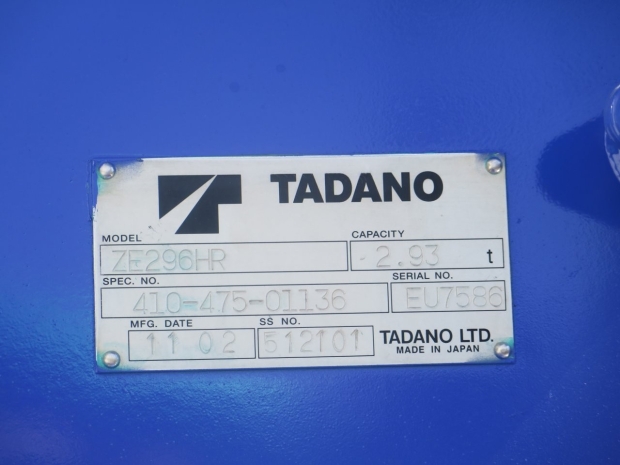 TADANO
MODEL CAPACITY
ZE296HR 2.93 t
SPEC. NO. SERIAL NO.
410-475-01136 EU7586
MFG. DATE SS NO.
11 02 512101 TADANO LTD.
MADE IN JAPAN